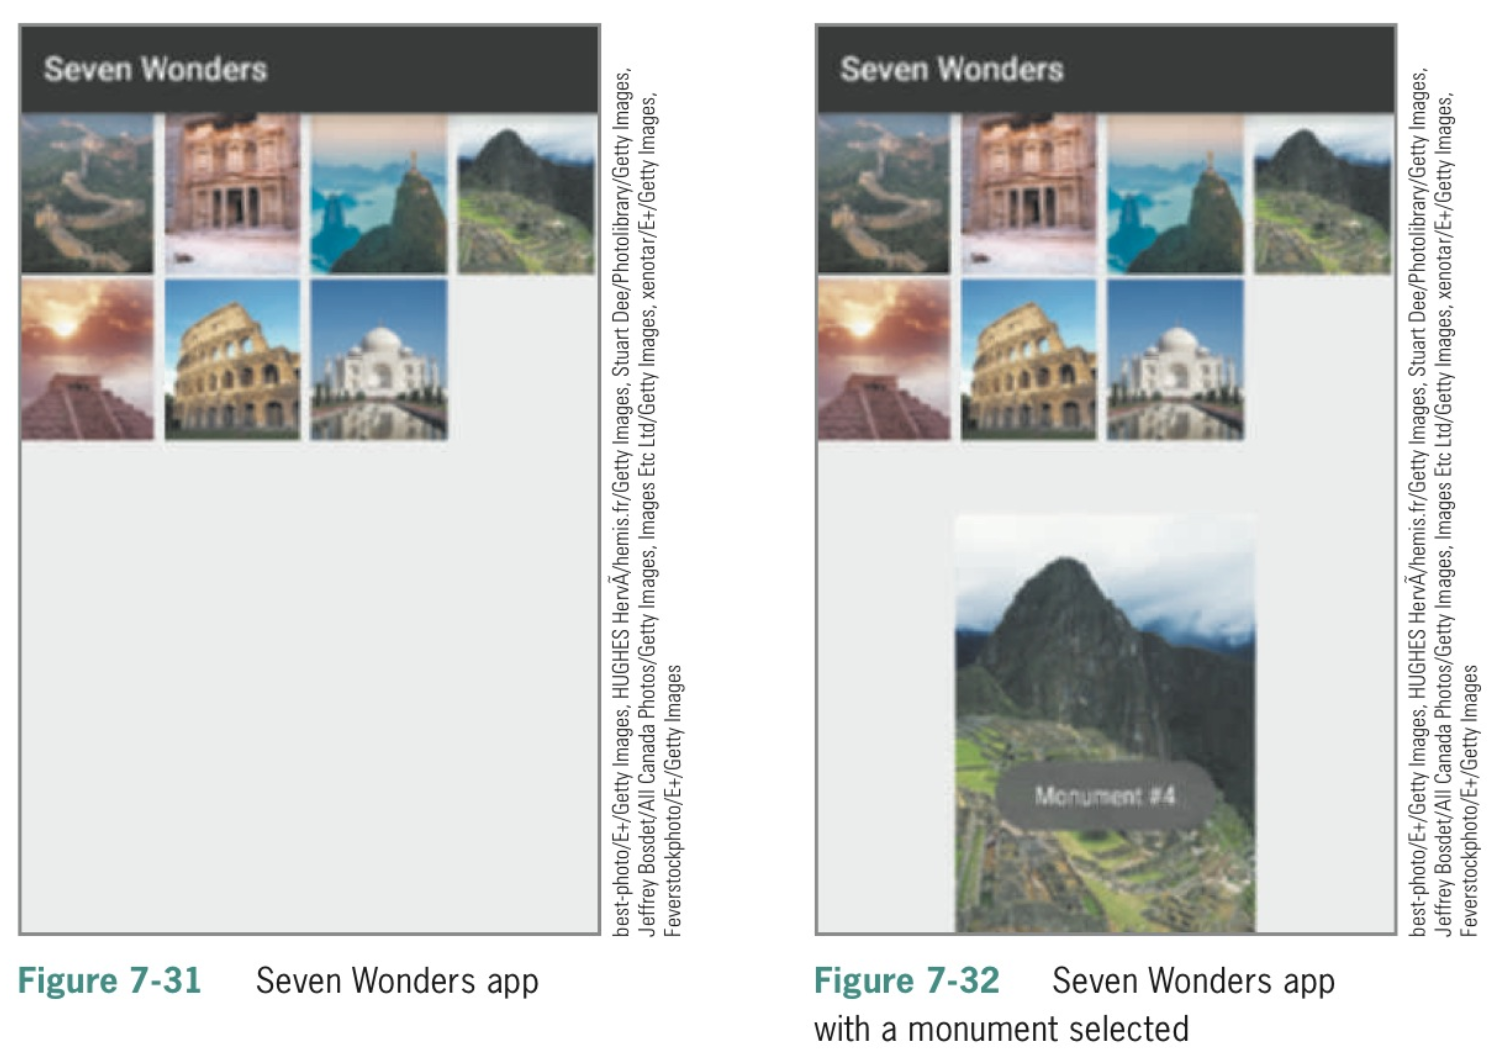 Seven Wonders
best-photo/E+/Getty Images, HUGHES HervÃ/hemis.fr/Getty Images, Stuart Dee/Photolibrary/Getty Images,
Jeffrey Bosdet/All Canada Photos/Getty Images, Images Etc Ltd/Getty Images, xenotar/E+/Getty Images,
Feverstockphoto/E+/Getty Images
Figure 7-31 Seven Wonders app
Seven Wonders
Monument #4
best-photo/E+/Getty Images, HUGHES HervÃ/hemis.fr/Getty Images, Stuart Dee/Photolibrary/Getty Images,
Jeffrey Bosdet/All Canada Photos/Getty Images, Images Etc Ltd/Getty Images, xenotar/E+/Getty Images,
Feverstockphoto/E+/Getty Images
Figure 7-32 Seven Wonders app
with a monument selected